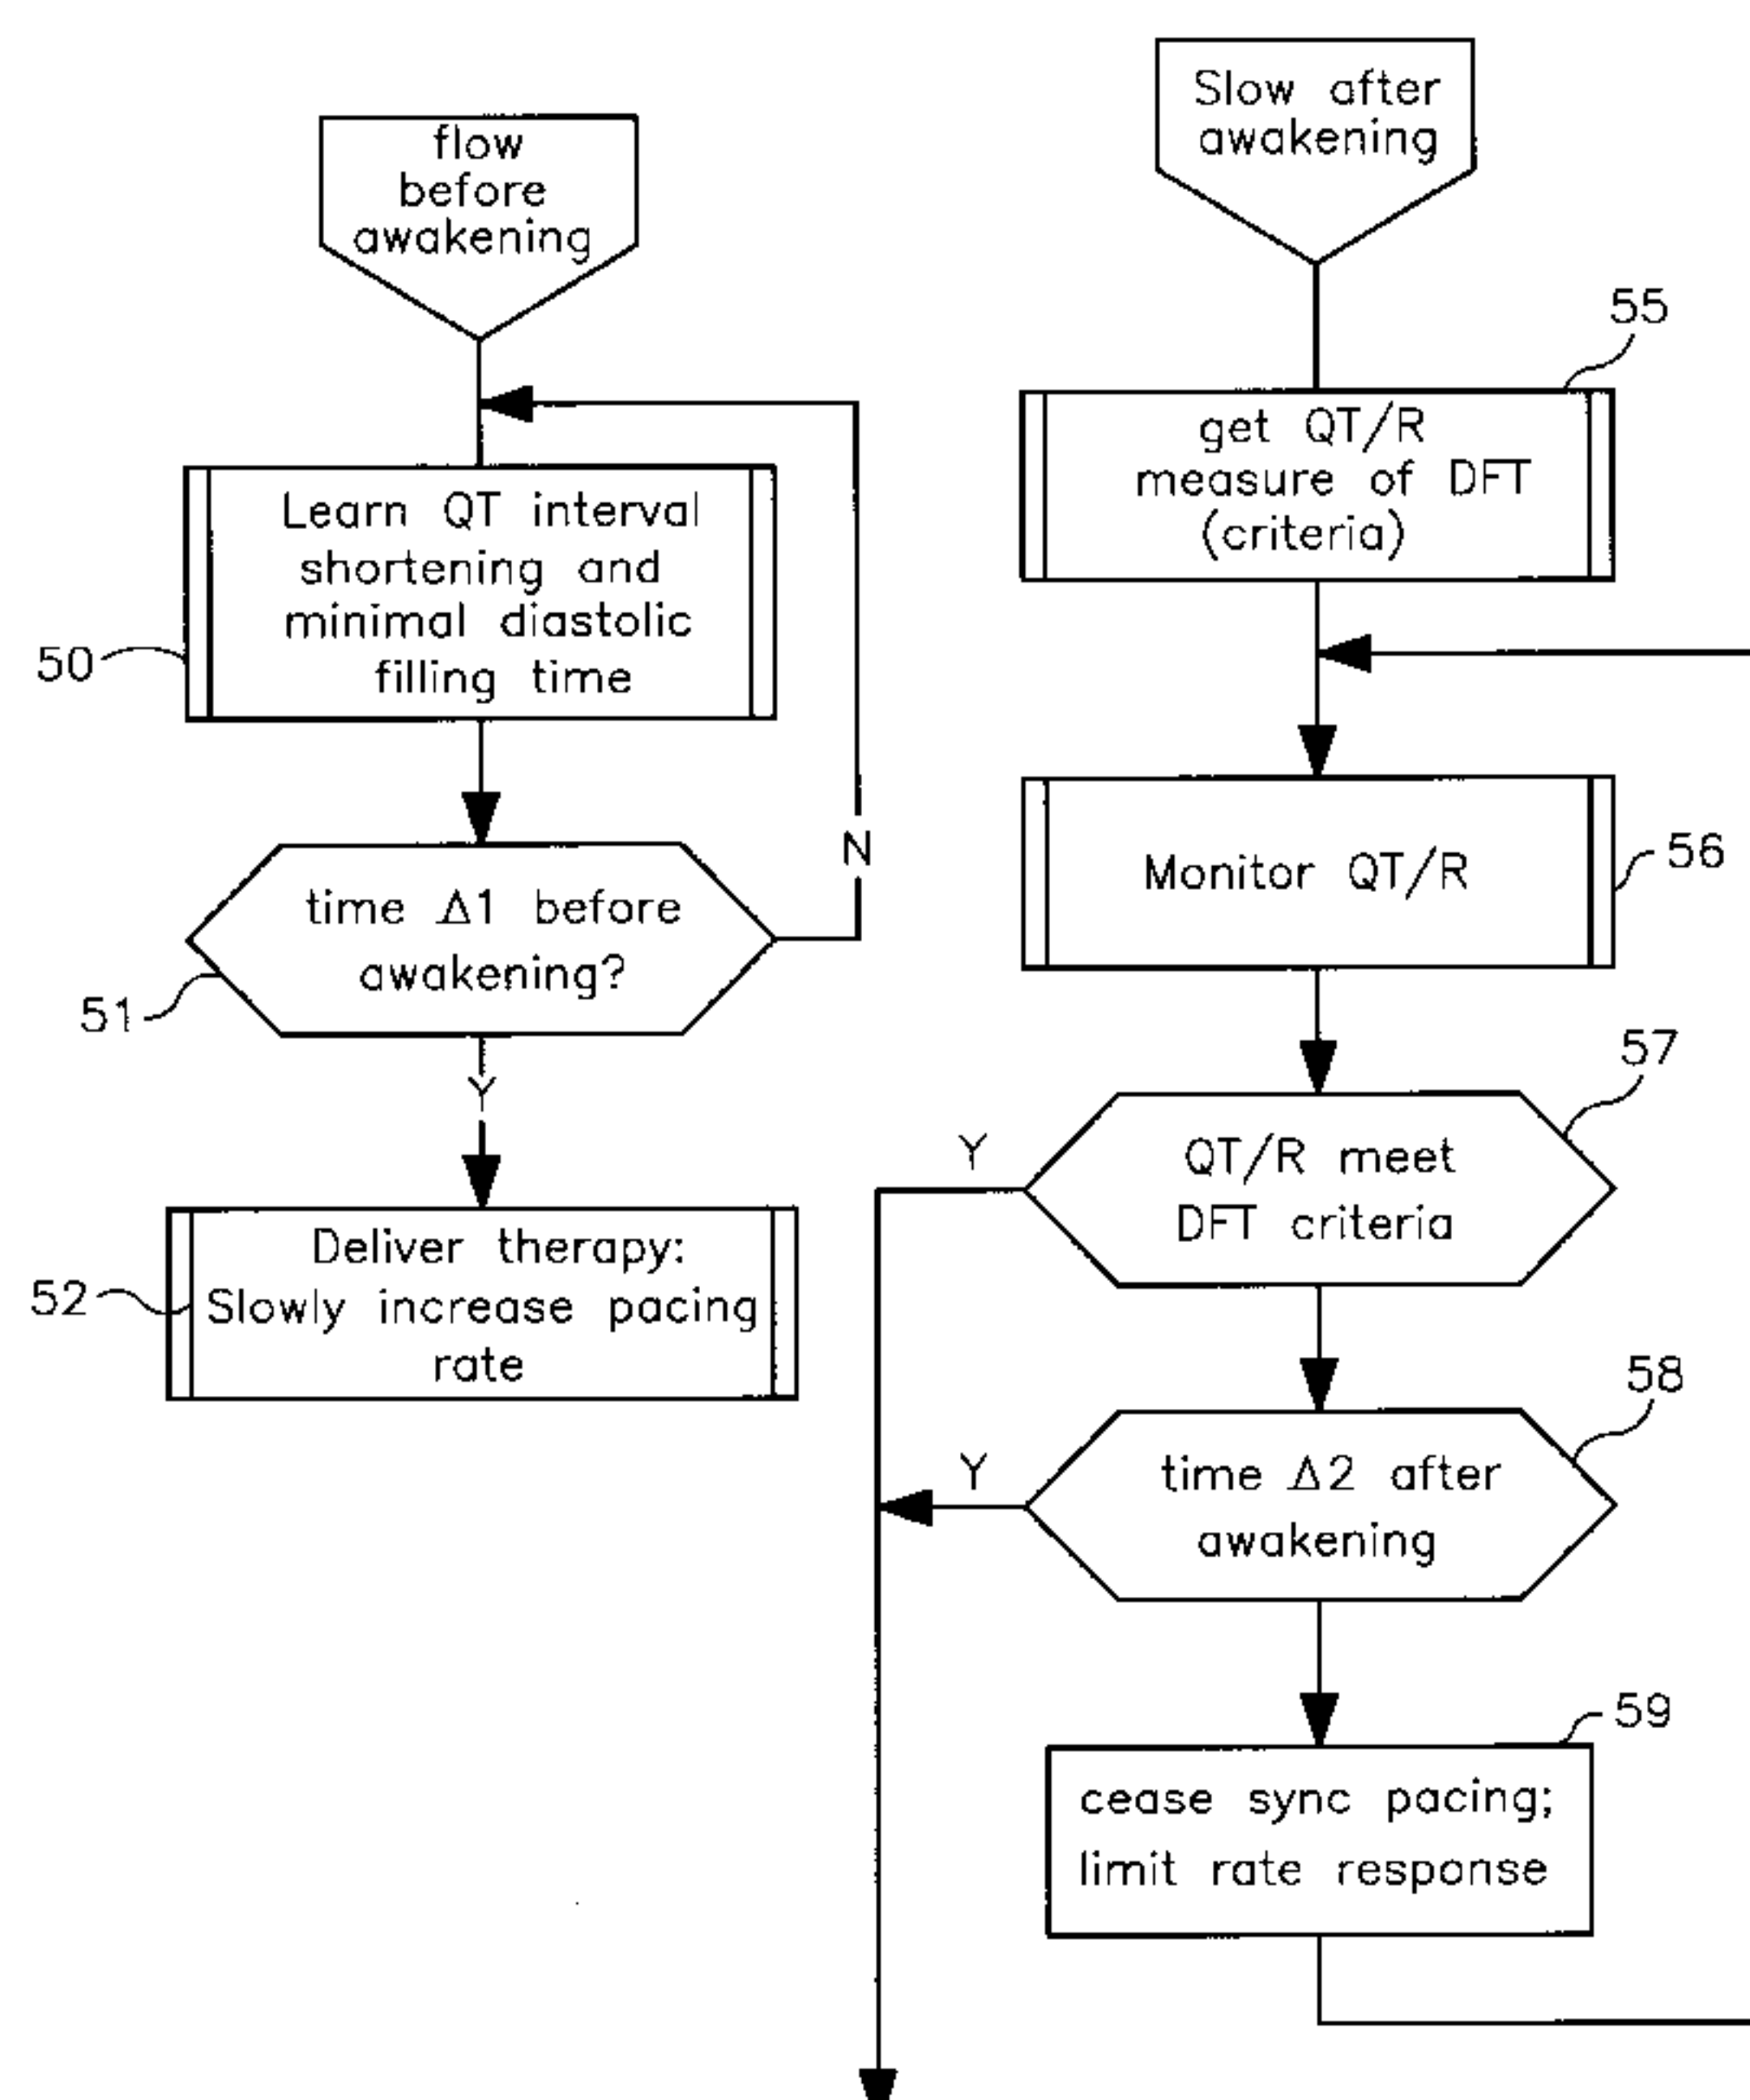 flow
before
awakening
Learn QT interval
shortening and
minimal diastolic
filling time
50
N
time Δ1 before
awakening?
51
Y
Deliver therapy:
Slowly increase pacing
rate
52
Slow after
awakening
55
get QT/R
measure of DFT
(criteria)
Monitor QT/R
56
57
Y
QT/R meet
DFT criteria
58
Y
time Δ2 after
awakening
59
cease sync pacing;
limit rate response